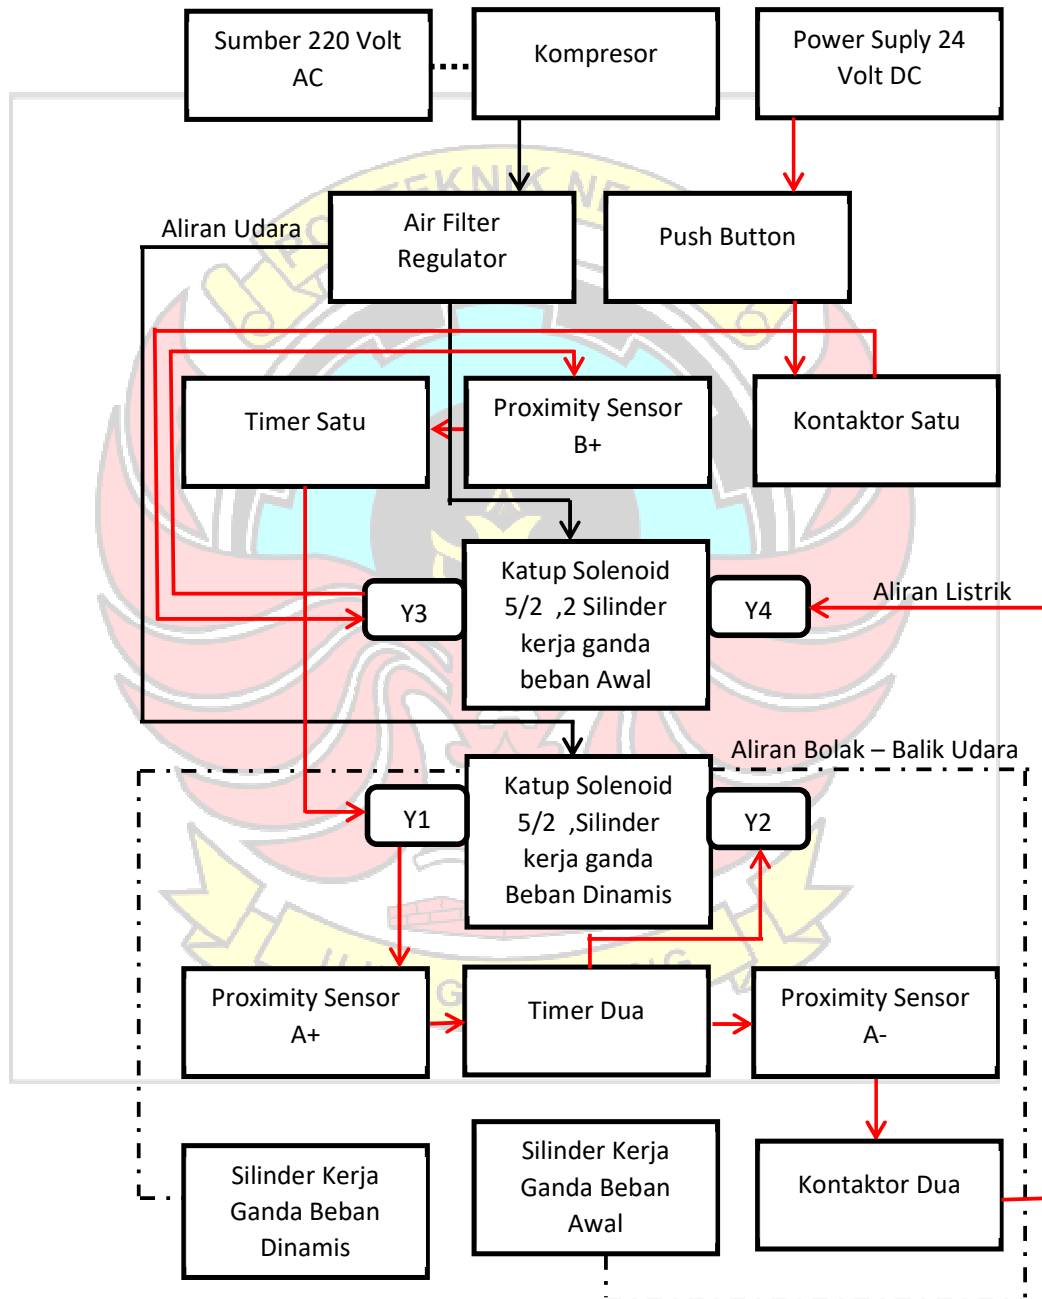 Sumber 220 Volt
AC
Kompresor
Power Suply 24
Volt DC
Aliran Udara
Air Filter
Regulator
Push Button
Timer Satu
Proximity Sensor
B+
Kontaktor Satu
Katup Solenoid
5/2 ,2 Silinder
kerja ganda
beban Awal
Y3
Y4
Aliran Listrik
Aliran Bolak – Balik Udara
Katup Solenoid
5/2 ,Silinder
kerja ganda
Beban Dinamis
Y1
Y2
Proximity Sensor
A+
Timer Dua
Proximity Sensor
A-
Silinder Kerja
Ganda Beban
Dinamis
Silinder Kerja
Ganda Beban
Awal
Kontaktor Dua